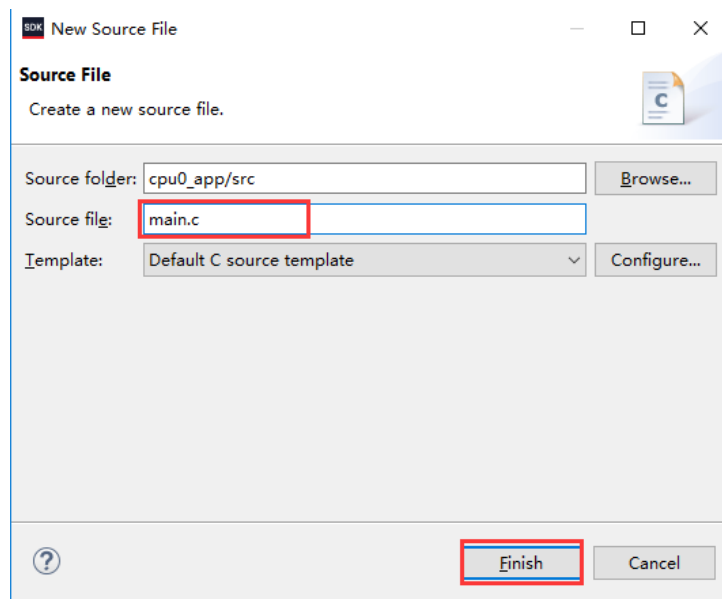 SDK New Source File
Source File
Create a new source file.
C
Source folder: cpu0_app/src Browse...
Source file: main.c
Template: Default C source template Configure...
? Finish Cancel